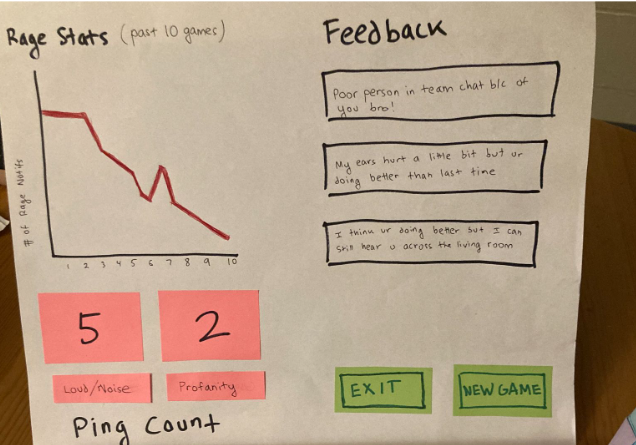 Rage Stats (past 10 games)
# of Rage Notifs
1 2 3 4 5 6 7 8 9 10
5
2
Loud/Noise
Profanity
Ping Count
Feedback
Poor person in team chat b/c of
you bro!
My ears hurt a little bit but ur
doing better than last time
I think ur doing better but I can
still hear u across the living room
EXIT
NEW GAME